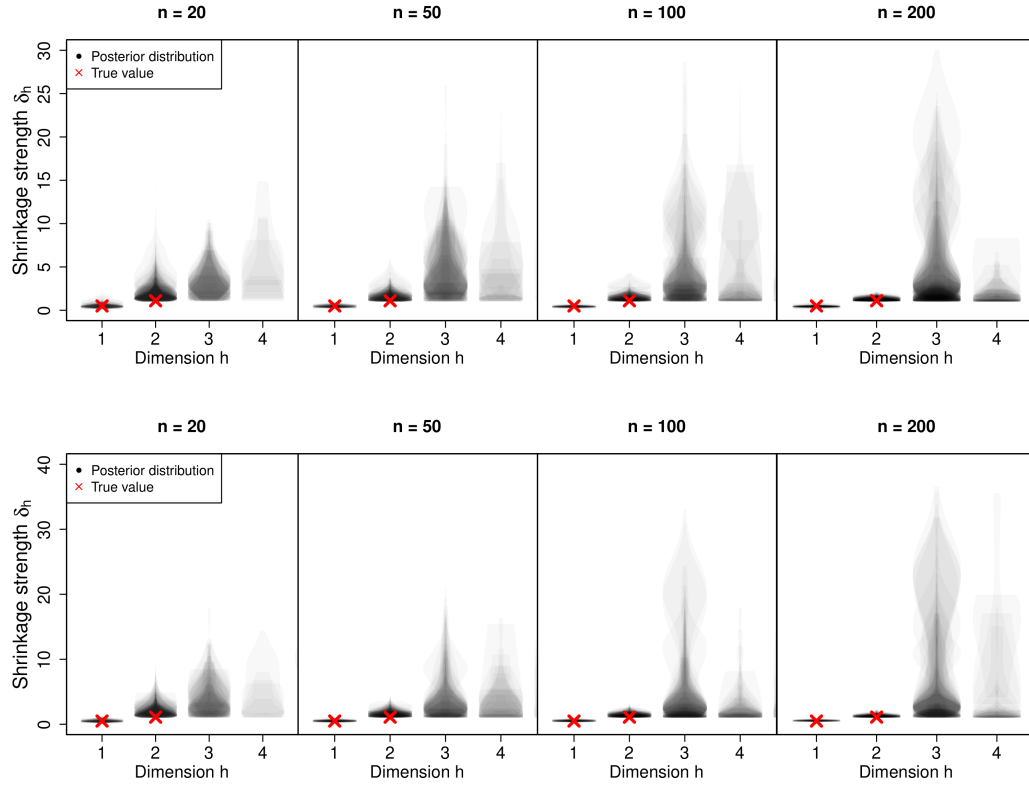 n = 20 n = 50 n = 100 n = 200
Shrinkage strength δh
30
25
20
15
10
5
0
Posterior distribution
True value
1 2 3 4 1 2 3 4 1 2 3 4 1 2 3 4
Dimension h Dimension h Dimension h Dimension h
n = 20 n = 50 n = 100 n = 200
Shrinkage strength δh
40
30
20
10
0
Posterior distribution
True value
1 2 3 4 1 2 3 4 1 2 3 4 1 2 3 4
Dimension h Dimension h Dimension h Dimension h